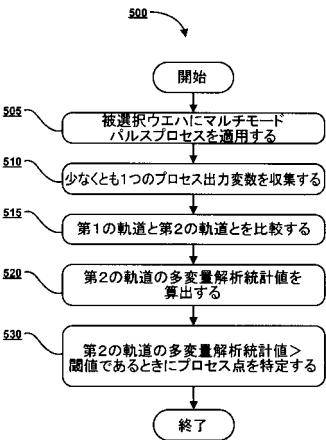 500
開始
505
被選択ウエハにマルチモード
パルスプロセスを適用する
510
少なくとも1つのプロセス出力変数を収集する
515
第1の軌道と第2の軌道とを比較する
520
第2の軌道の多変量解析統計値を
算出する
530
第2の軌道の多変量解析統計値>
閾値であるときにプロセス点を特定する
終了